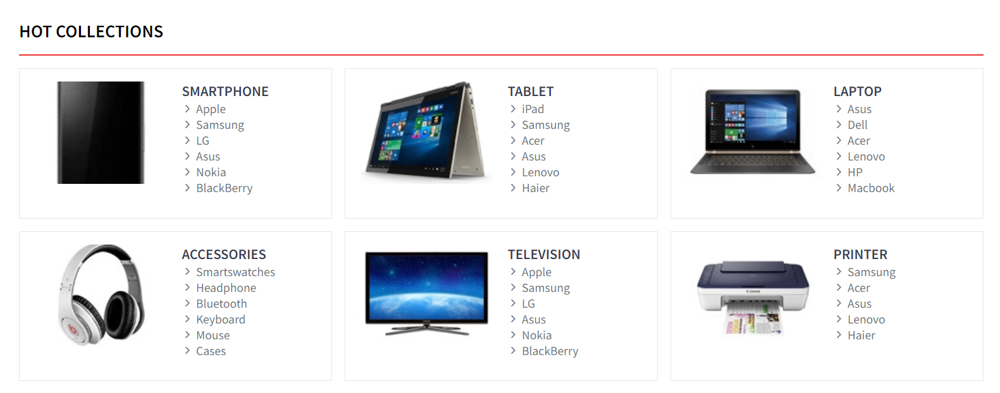 HOT COLLECTIONS
SMARTPHONE
Apple
Samsung
LG
Asus
Nokia
BlackBerry
TABLET
iPad
Samsung
Acer
Asus
Lenovo
Haier
LAPTOP
Asus
Dell
Acer
Lenovo
HP
Macbook
ACCESSORIES
Smartswatches
Headphone
Bluetooth
Keyboard
Mouse
Cases
TELEVISION
Apple
Samsung
LG
Asus
Nokia
BlackBerry
PRINTER
Samsung
Acer
Asus
Lenovo
Haier
Canon